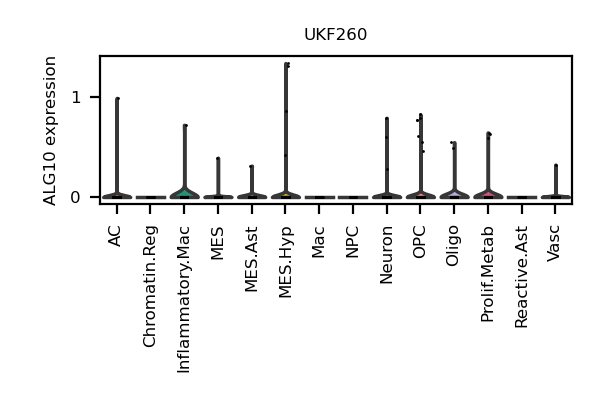 UKF260
ALG10 expression
1
0
AC
Chromatin.Reg
Inflammatory.Mac
MES
MES.Ast
MES.Hyp
Mac
NPC
Neuron
OPC
Oligo
Prolif.Metab
Reactive.Ast
Vasc